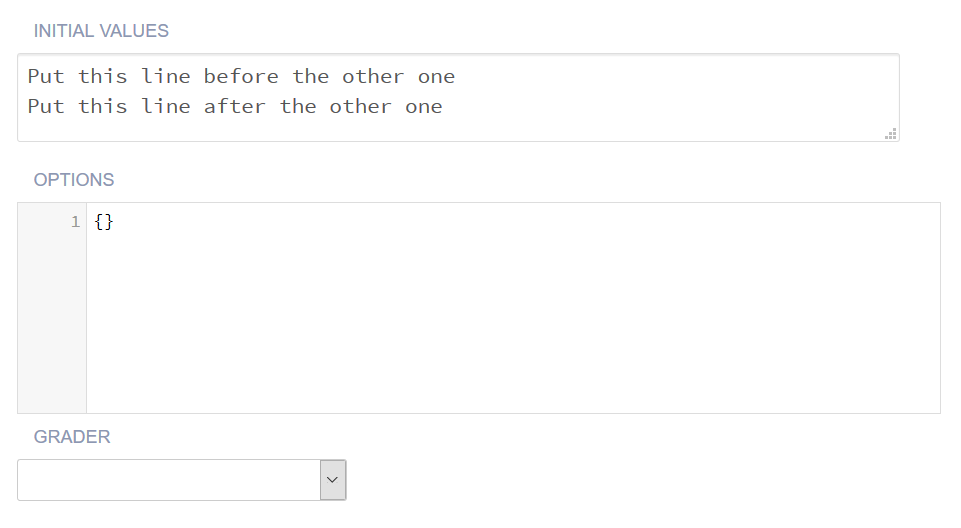 INITIAL VALUES
Put this line before the other one
Put this line after the other one
OPTIONS
1 {}
GRADER